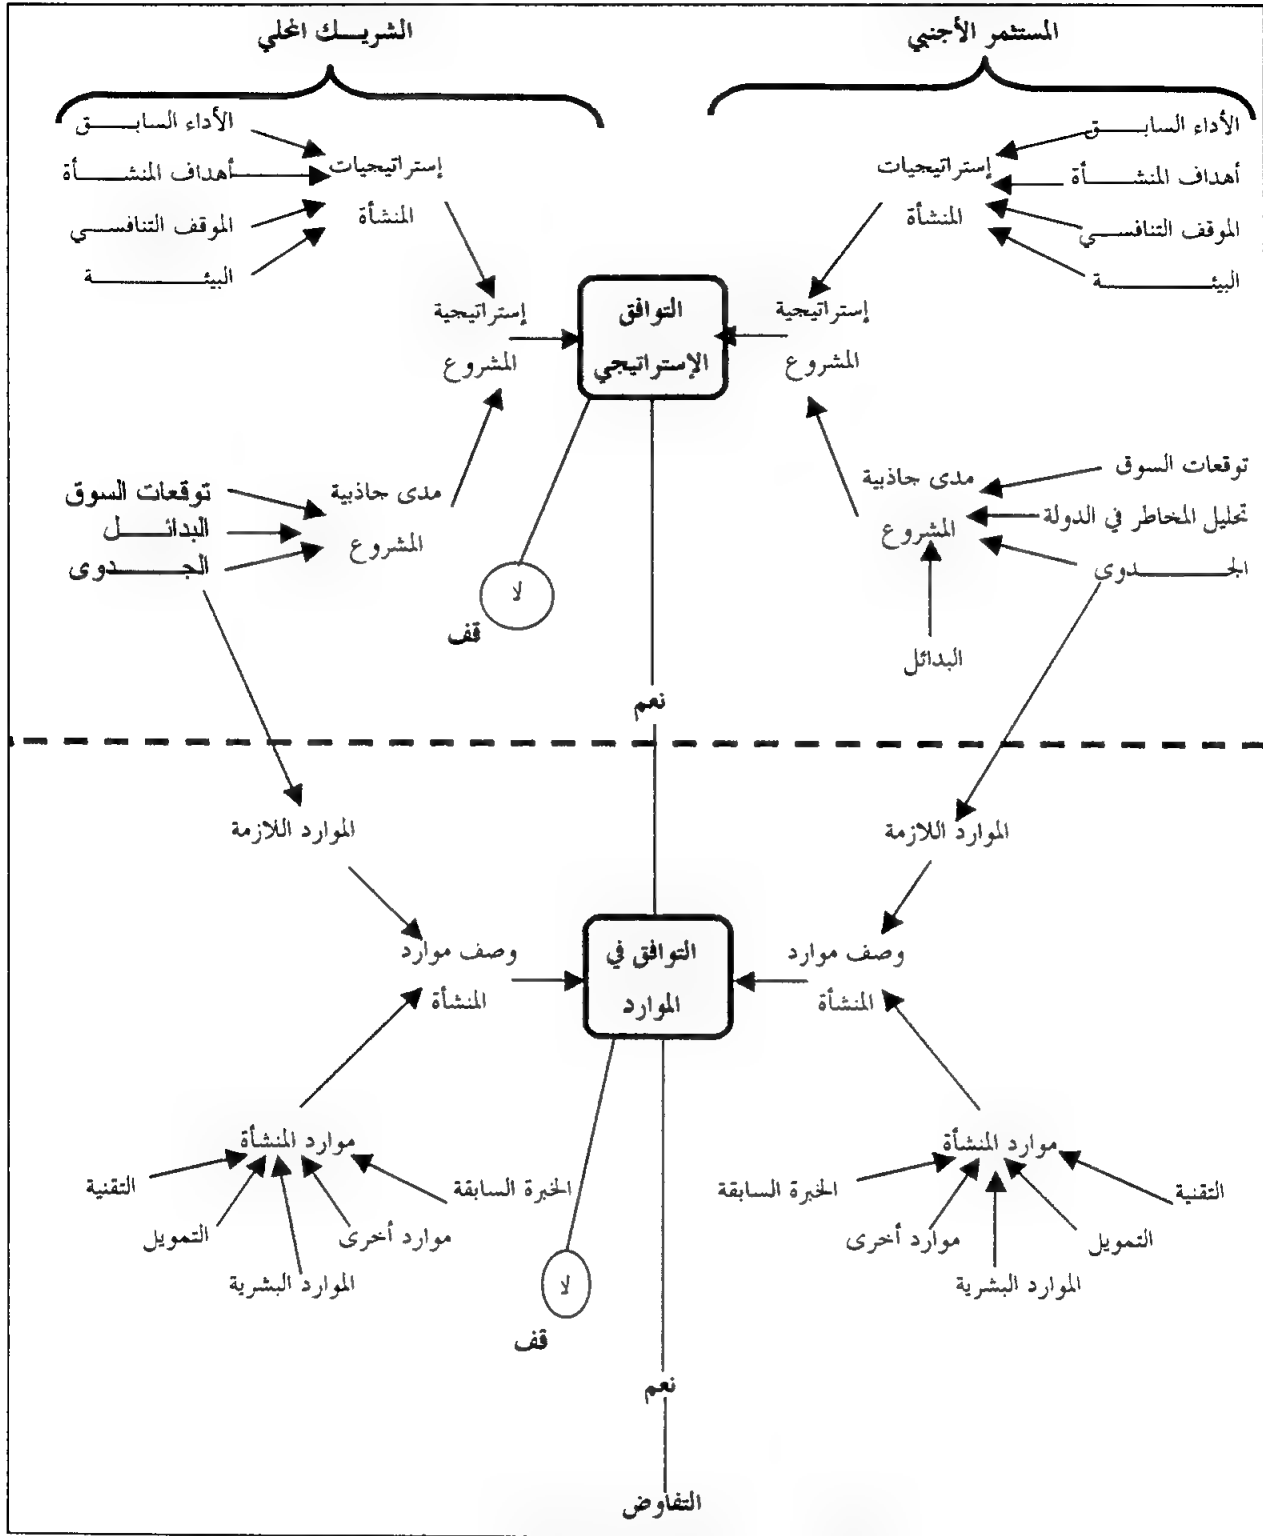 المستثمر الأجنبي
الشريك المحلي
الأداء السابق
أهداف المنشأة
الموقف التنافسي
البيئة
إستراتيجيات
المنشأة
الأداء السابق
أهداف المنشأة
الموقف التنافسي
البيئة
إستراتيجيات
المنشأة
إستراتيجية
المشروع
التوافق
الإستراتيجي
إستراتيجية
المشروع
توقعات السوق
تحليل المخاطر في الدولة
الجدوى
البدائل
مدى جاذبية
المشروع
مدى جاذبية
المشروع
توقعات السوق
البدائل
الجدوى
لا
قف
نعم
الموارد اللازمة
الموارد اللازمة
وصف موارد
المنشأة
التوافق في
الموارد
وصف موارد
المنشأة
موارد المنشأة
التقنية
التمويل
الموارد البشرية
موارد أخرى
الخبرة السابقة
موارد المنشأة
الخبرة السابقة
موارد أخرى
الموارد البشرية
التمويل
التقنية
لا
قف
نعم
التفاوض